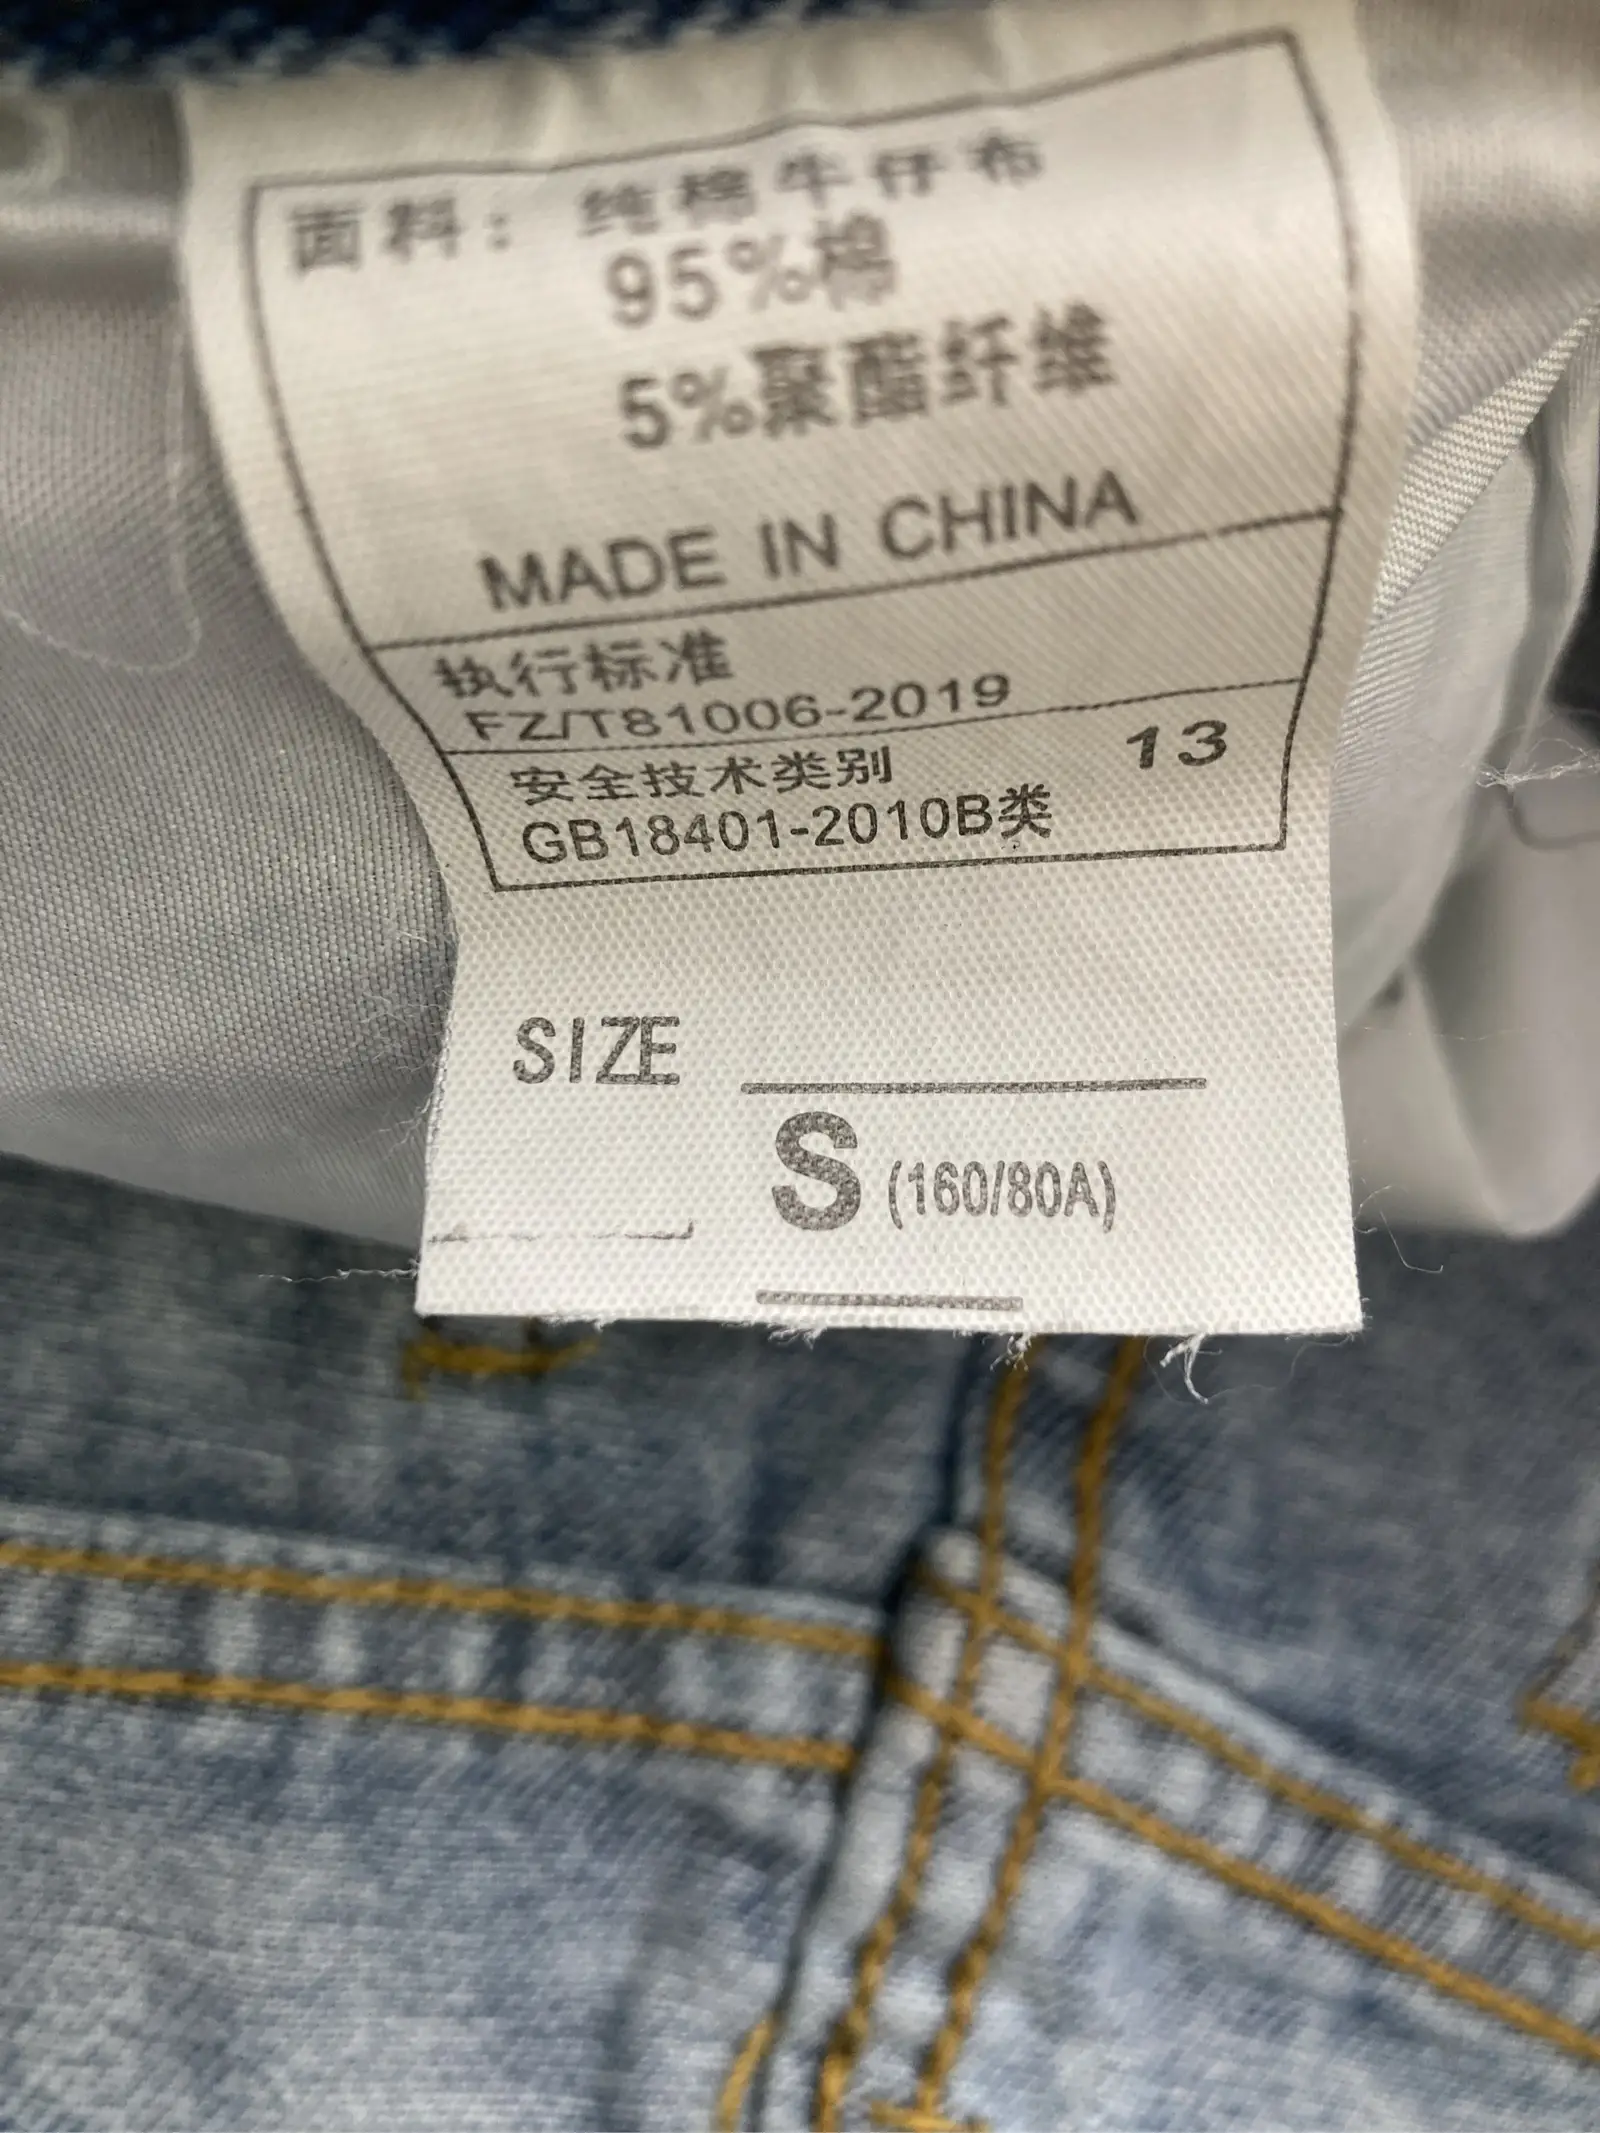 面料：纯棉牛仔布
95%棉
5%聚酯纤维
MADE IN CHINA
执行标准
FZ/T81006-2019
安全技术类别 13
GB18401-2010B类
SIZE
S (160/80A)